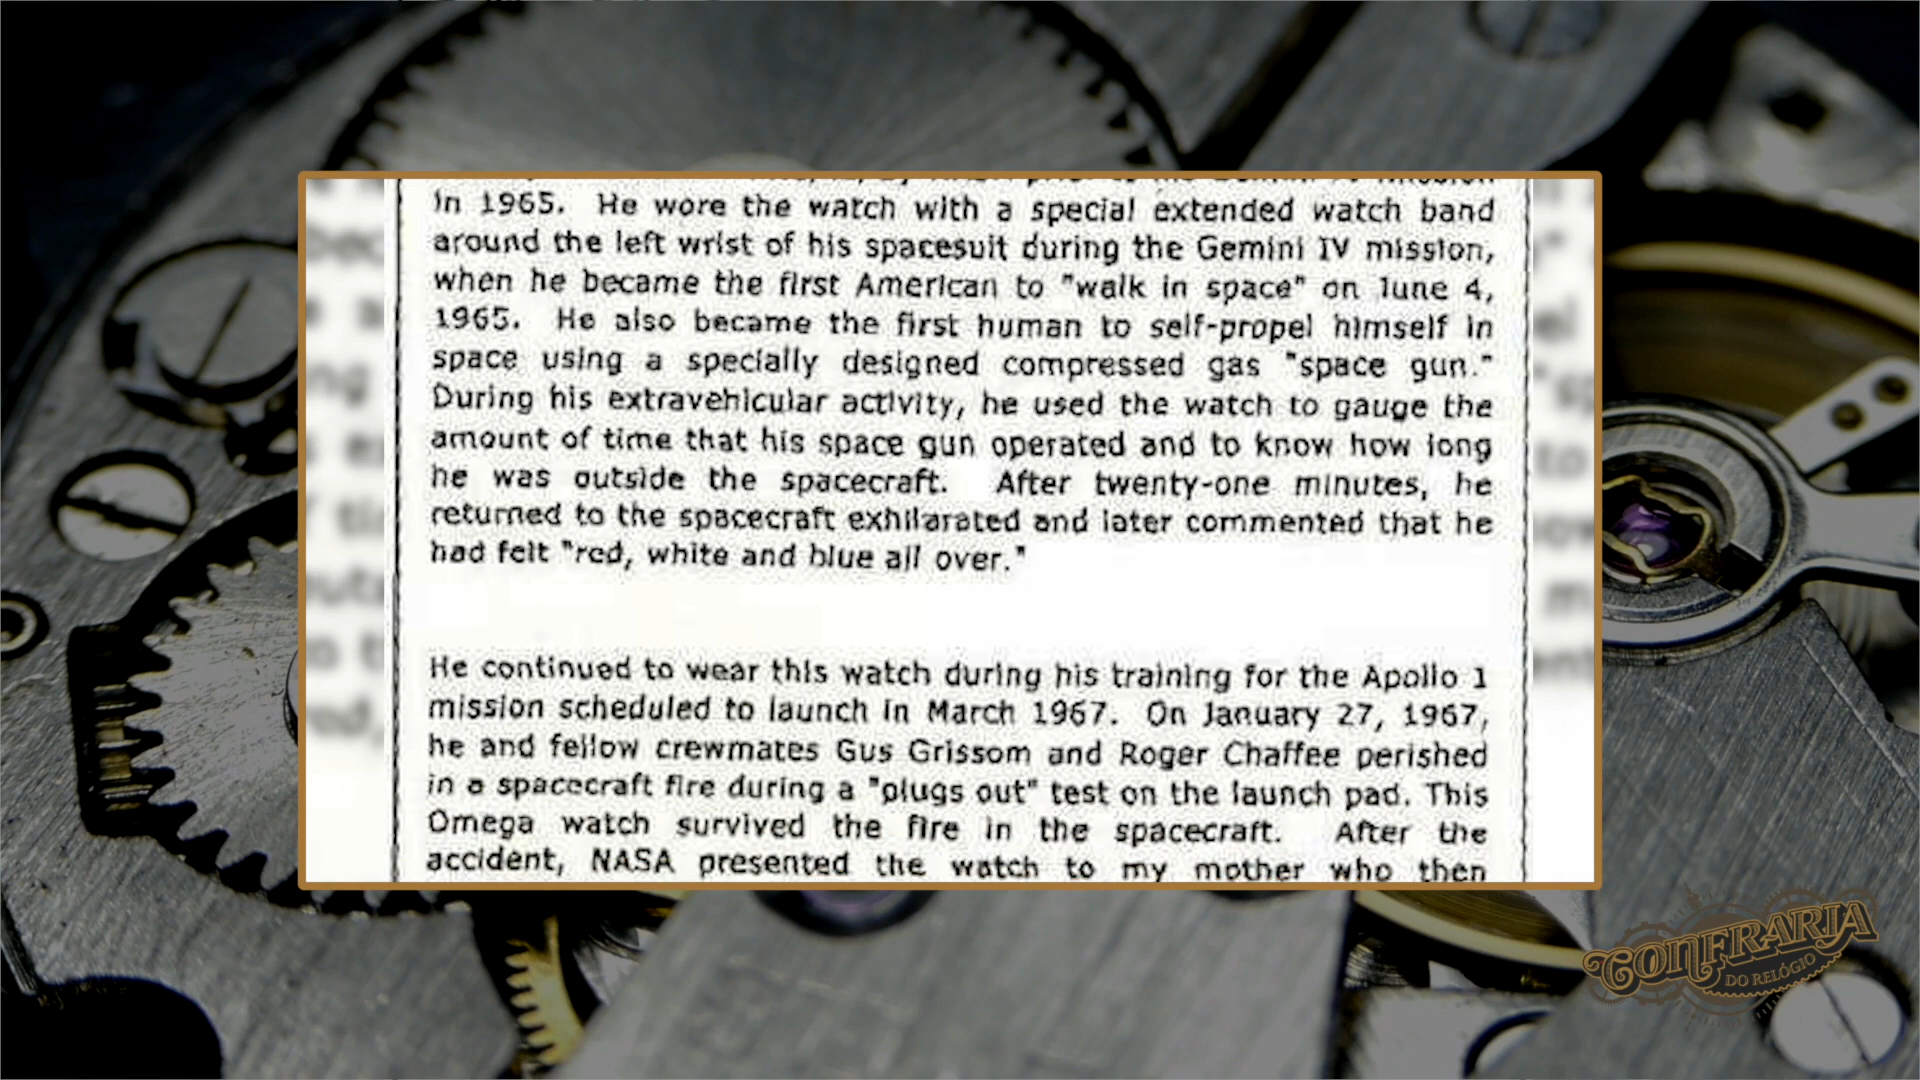 in 1965. He wore the watch with a special extended watch band
around the left wrist of his spacesuit during the Gemini IV mission,
when he became the first American to "walk in space" on June 4,
1965. He also became the first human to self-propel himself in
space using a specially designed compressed gas "space gun."
During his extravehicular activity, he used the watch to gauge the
amount of time that his space gun operated and to know how long
he was outside the spacecraft. After twenty-one minutes, he
returned to the spacecraft exhilarated and later commented that he
had felt "red, white and blue all over."
He continued to wear this watch during his training for the Apollo 1
mission scheduled to launch in March 1967. On January 27, 1967,
he and fellow crewmates Gus Grissom and Roger Chaffee perished
in a spacecraft fire during a "plugs out" test on the launch pad. This
Omega watch survived the fire in the spacecraft. After the
accident, NASA presented the watch to my mother who then
CONFRARIA
DO RELÓGIO